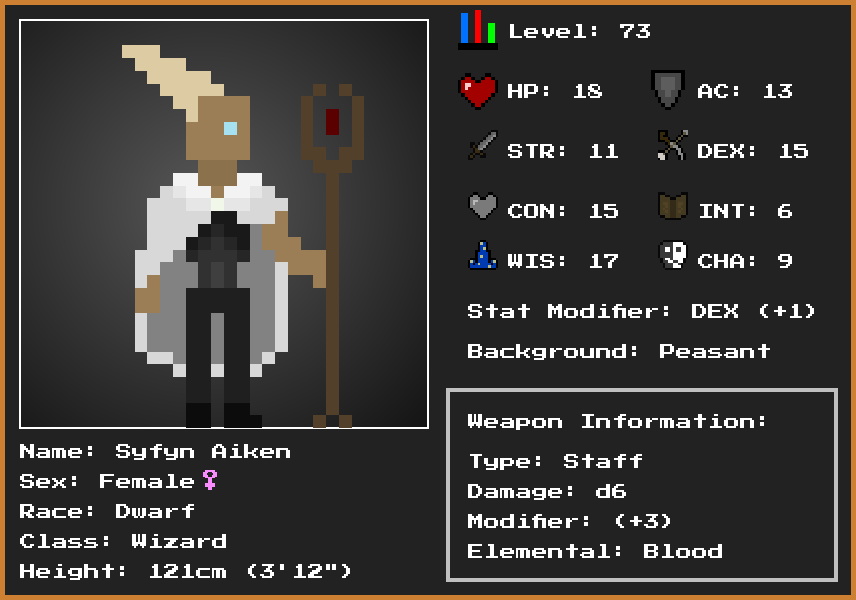 Level: 73
HP: 18
AC: 13
STR: 11
DEX: 15
CON: 15
INT: 6
WIS: 17
CHA: 9
Stat Modifier: DEX (+1)
Background: Peasant
Weapon Information:
Type: Staff
Damage: d6
Modifier: (+3)
Elemental: Blood
Name: Syfyn Aiken
Sex: Female♀
Race: Dwarf
Class: Wizard
Height: 121cm (3'12")